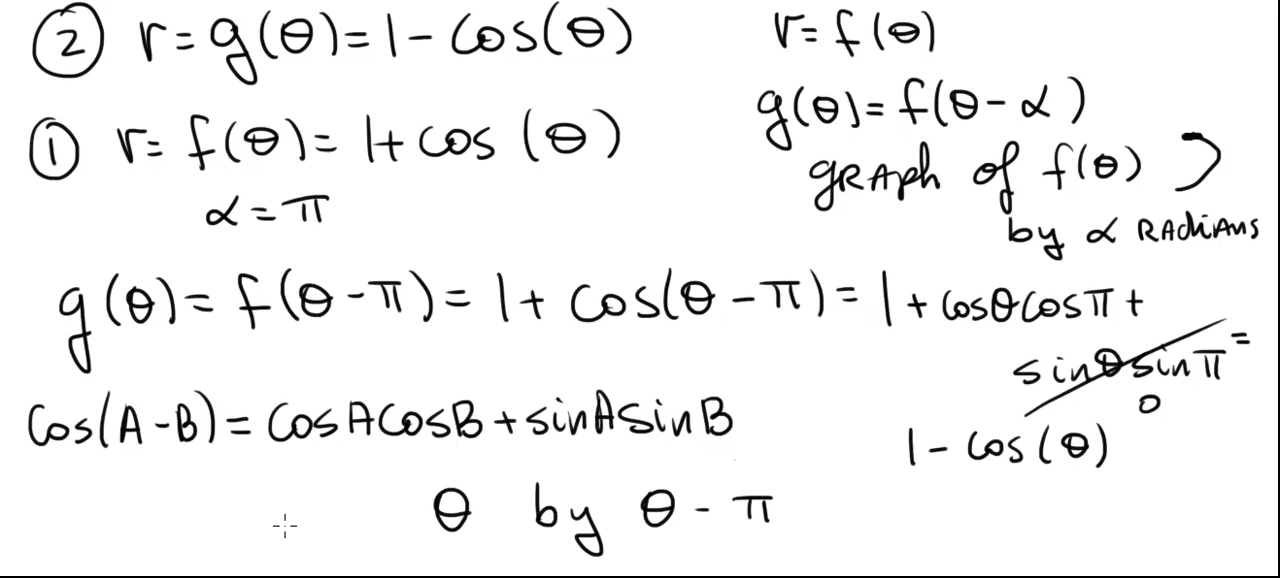 ② r = g(θ) = 1 - cos(θ)
① r = f(θ) = 1 + cos (θ)
α = π
r = f(θ)
g(θ) = f(θ - α)
GRAph of f(θ)
by α RAdiANS
g(θ) = f(θ - π) = 1 + cos(θ - π) = 1 + cosθcosπ +
sinθsinπ =
0
1 - cos(θ)
cos(A - B) = cosAcosB + sinAsinB
θ by θ - π